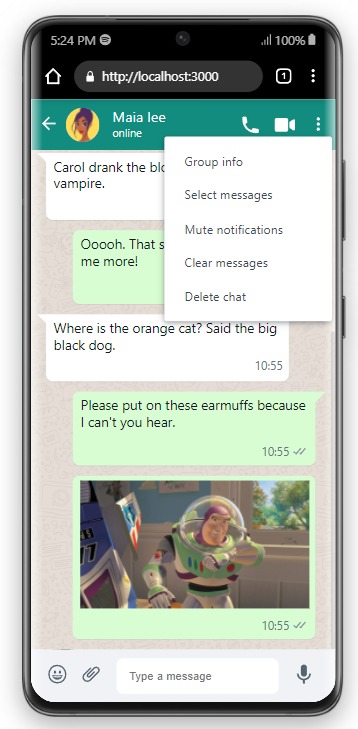 5:24 PM
100%
http://localhost:3000
1
Maia lee
online
Group info
Select messages
Mute notifications
Clear messages
Delete chat
Carol drank the blo
vampire.
Ooooh. That s
me more!
Where is the orange cat? Said the big
black dog.
10:55
Please put on these earmuffs because
I can't you hear.
10:55
10:55
Type a message